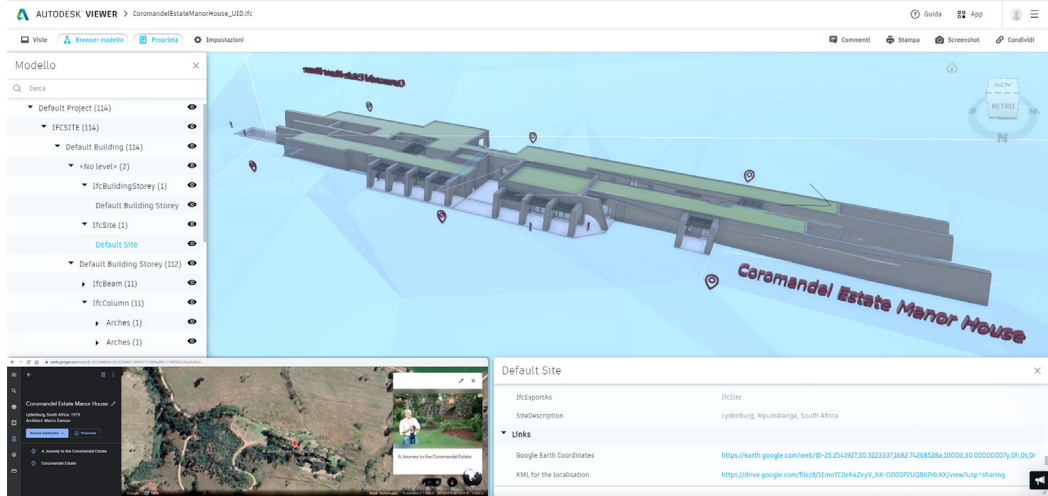 AUTODESK® VIEWER > CoromandelEstateManorHouse_UID.ifc
Guida
App
Viste
Browser modello
Proprietà
Impostazioni
Commenti
Stampa
Screenshot
Condividi
Modello
Cerca
Default Project (114)
IFCSITE (114)
Default Building (114)
<No level> (2)
IfcBuildingStorey (1)
Default Building Storey
IfcSite (1)
Default Site
Default Building Storey (112)
IfcBeam (11)
IfcColumn (11)
Arches (1)
Arches (1)
RETRO
N
Coromandel Estate Manor House
Coromandel Estate Manor House
Lydenburg, South Africa. 1975
Architect: Marco Zanuso
Presenta
A Journey to the Coromandel Estate
Coromandel Estate
A Journey to the Coromandel Estate
Google
Default Site
IfcExportAs
IfcSite
SiteDescription
Lydenburg, Mpumalanga, South Africa
Links
Google Earth Coordinates
https://earth.google.com/web/@-25.2541927,30.3223337,1682.74268528a,1000d,30.00000007y,0h,0t,0r
KML for the localisation
https://drive.google.com/file/d/1EmoTC0eh4ZeyV_hX-ODO3P2UQ8KPdcKX/view?usp=sharing